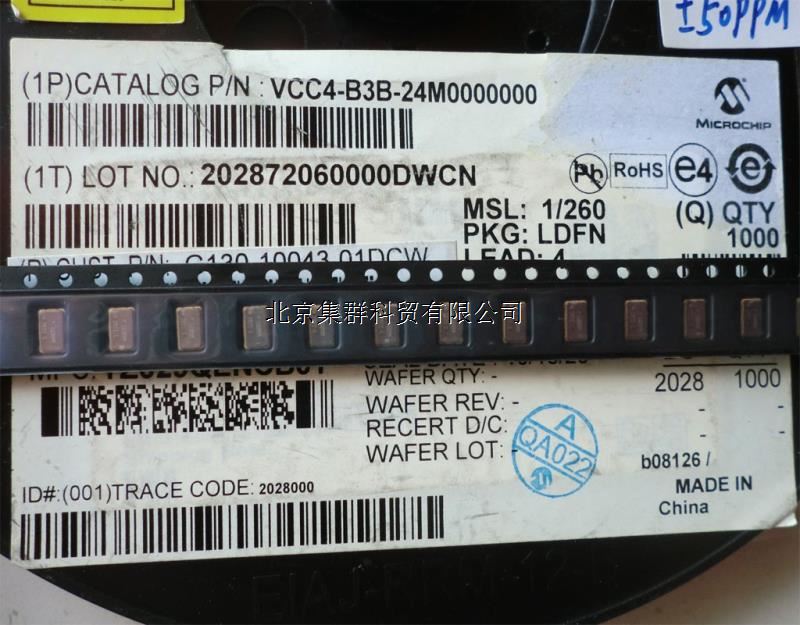 ±50PPM
(1P)CATALOG P/N : VCC4-B3B-24M0000000
MICROCHIP
(1T) LOT NO.: 202872060000DWCN
Pb RoHS e4 e
MSL: 1/260 (Q) QTY
PKG: LDFN 1000
LEAD: 4
北京集群科贸有限公司
WAFER QTY: - 2028 1000
WAFER REV: - -
RECERT D/C: - -
WAFER LOT: -
A
QA022
b08126 /
ID#:(001)TRACE CODE: 2028000
MADE IN
China